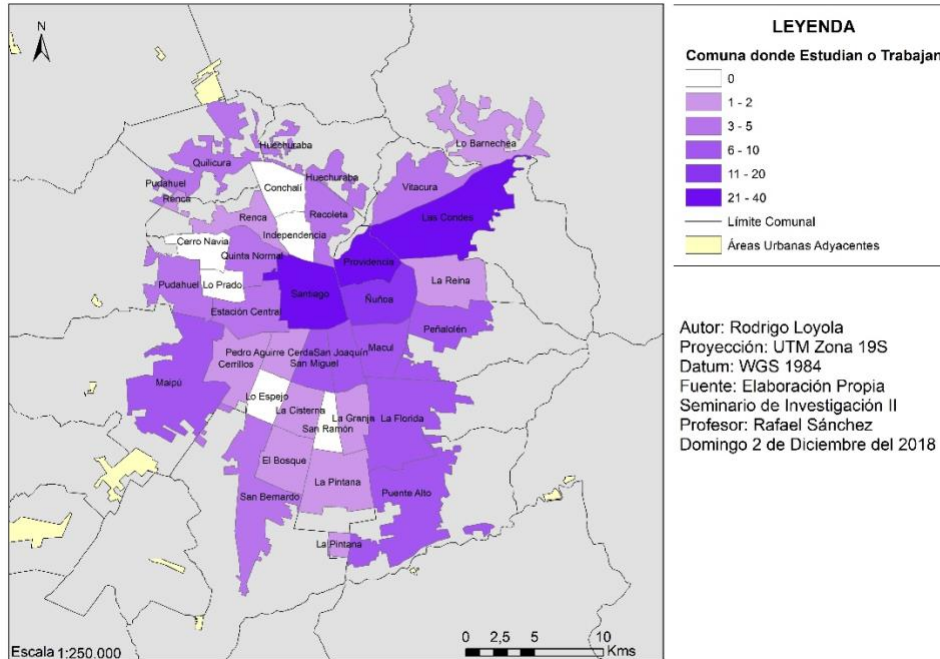 N
Huechuraba
Lo Barnechea
Quilicura
Pudahuel
Renca
Conchalí
Huechuraba
Vitacura
Renca
Recoleta
Las Condes
Independencia
Cerro Navia
Quinta Normal
Providencia
Pudahuel
Lo Prado
Santiago
Ñuñoa
La Reina
Estación Central
Peñalolén
Pedro Aguirre Cerda
San Joaquín
Macul
Cerrillos
San Miguel
Maipú
Lo Espejo
La Cisterna
La Granja
La Florida
San Ramón
El Bosque
La Pintana
San Bernardo
Puente Alto
La Pintana
Escala 1:250.000
0 2,5 5 10
Kms
LEYENDA
Comuna donde Estudian o Trabajan
0
1 - 2
3 - 5
6 - 10
11 - 20
21 - 40
Límite Comunal
Áreas Urbanas Adyacentes
Autor: Rodrigo Loyola
Proyección: UTM Zona 19S
Datum: WGS 1984
Fuente: Elaboración Propia
Seminario de Investigación II
Profesor: Rafael Sánchez
Domingo 2 de Diciembre del 2018